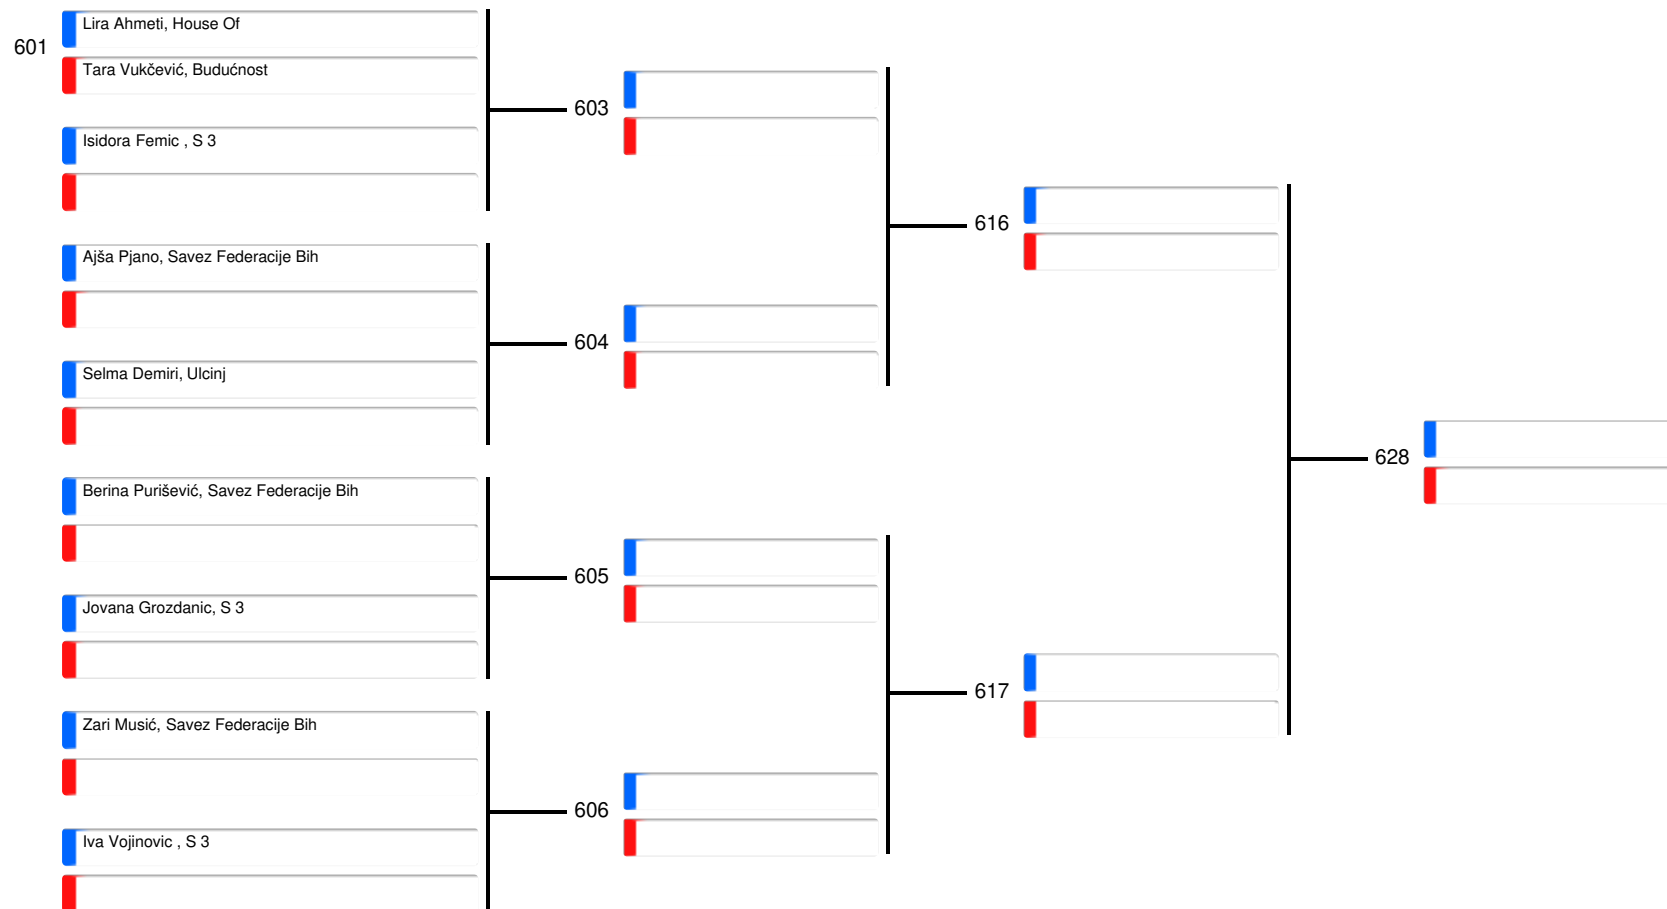 Lira Ahmeti, House Of
601
Tara Vukčević, Budućnost
603
Isidora Femic , S 3
616
Ajša Pjano, Savez Federacije Bih
604
Selma Demiri, Ulcinj
628
Berina Purišević, Savez Federacije Bih
605
Jovana Grozdanic, S 3
617
Zari Musić, Savez Federacije Bih
606
Iva Vojinovic , S 3